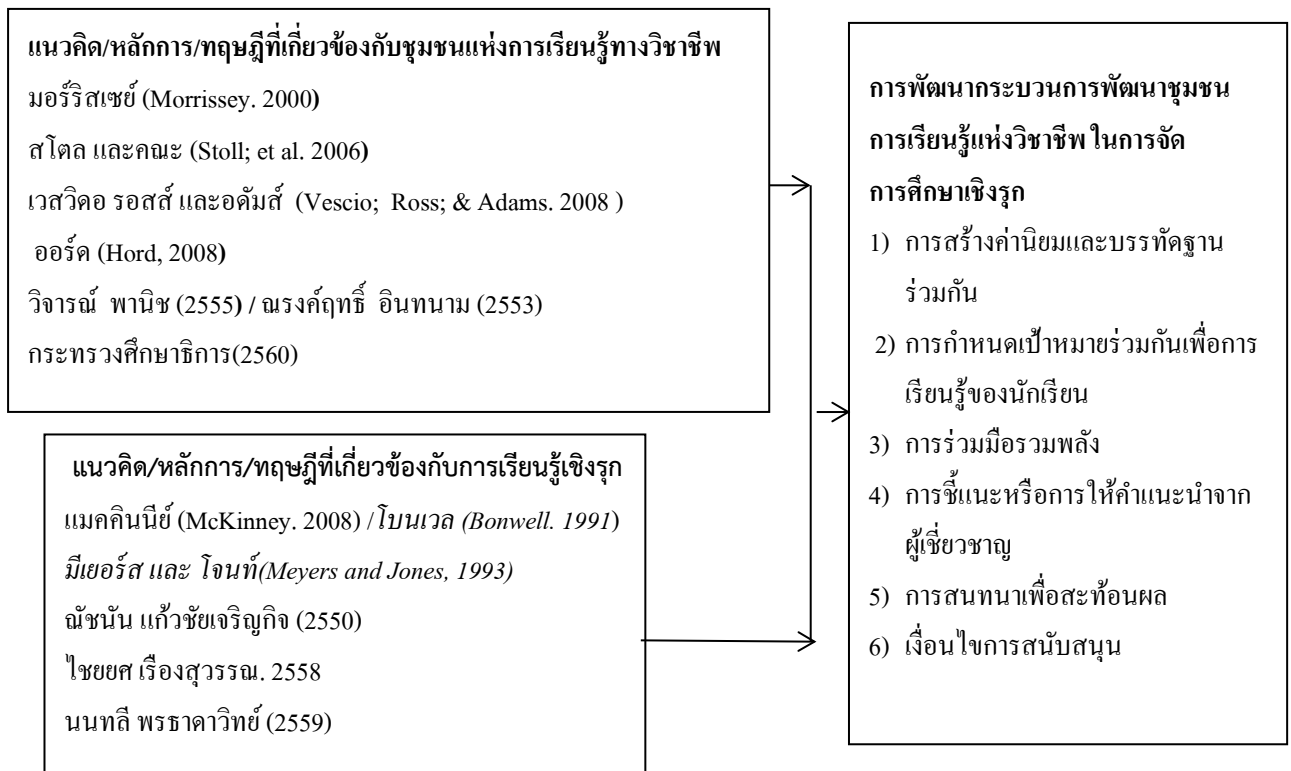 แนวคิด/หลักการ/ทฤษฎีที่เกี่ยวข้องกับชุมชนแห่งการเรียนรู้ทางวิชาชีพ
มอร์ริสเซย์ (Morrissey. 2000)
สโตล และคณะ (Stoll; et al. 2006)
เวสวิดอ รอสส์ และอดัมส์ (Vescio; Ross; & Adams. 2008 )
ออร์ด (Hord, 2008)
วิจารณ์ พานิช (2555) / ณรงค์ฤทธิ์ อินทนาม (2553)
กระทรวงศึกษาธิการ(2560)
แนวคิด/หลักการ/ทฤษฎีที่เกี่ยวข้องกับการเรียนรู้เชิงรุก
แมคคินนีย์ (McKinney. 2008) /โบนเวล (Bonwell. 1991)
มีเยอร์ส และ โจนท์(Meyers and Jones, 1993)
ณัชนัน แก้วชัยเจริญกิจ (2550)
ไชยยศ เรืองสุวรรณ. 2558
นนทลี พรธาดาวิทย์ (2559)
การพัฒนากระบวนการพัฒนาชุมชน
การเรียนรู้แห่งวิชาชีพ ในการจัด
การศึกษาเชิงรุก
1) การสร้างค่านิยมและบรรทัดฐาน
ร่วมกัน
2) การกำหนดเป้าหมายร่วมกันเพื่อการ
เรียนรู้ของนักเรียน
3) การร่วมมือรวมพลัง
4) การชี้แนะหรือการให้คำแนะนำจาก
ผู้เชี่ยวชาญ
5) การสนทนาเพื่อสะท้อนผล
6) เงื่อนไขการสนับสนุน